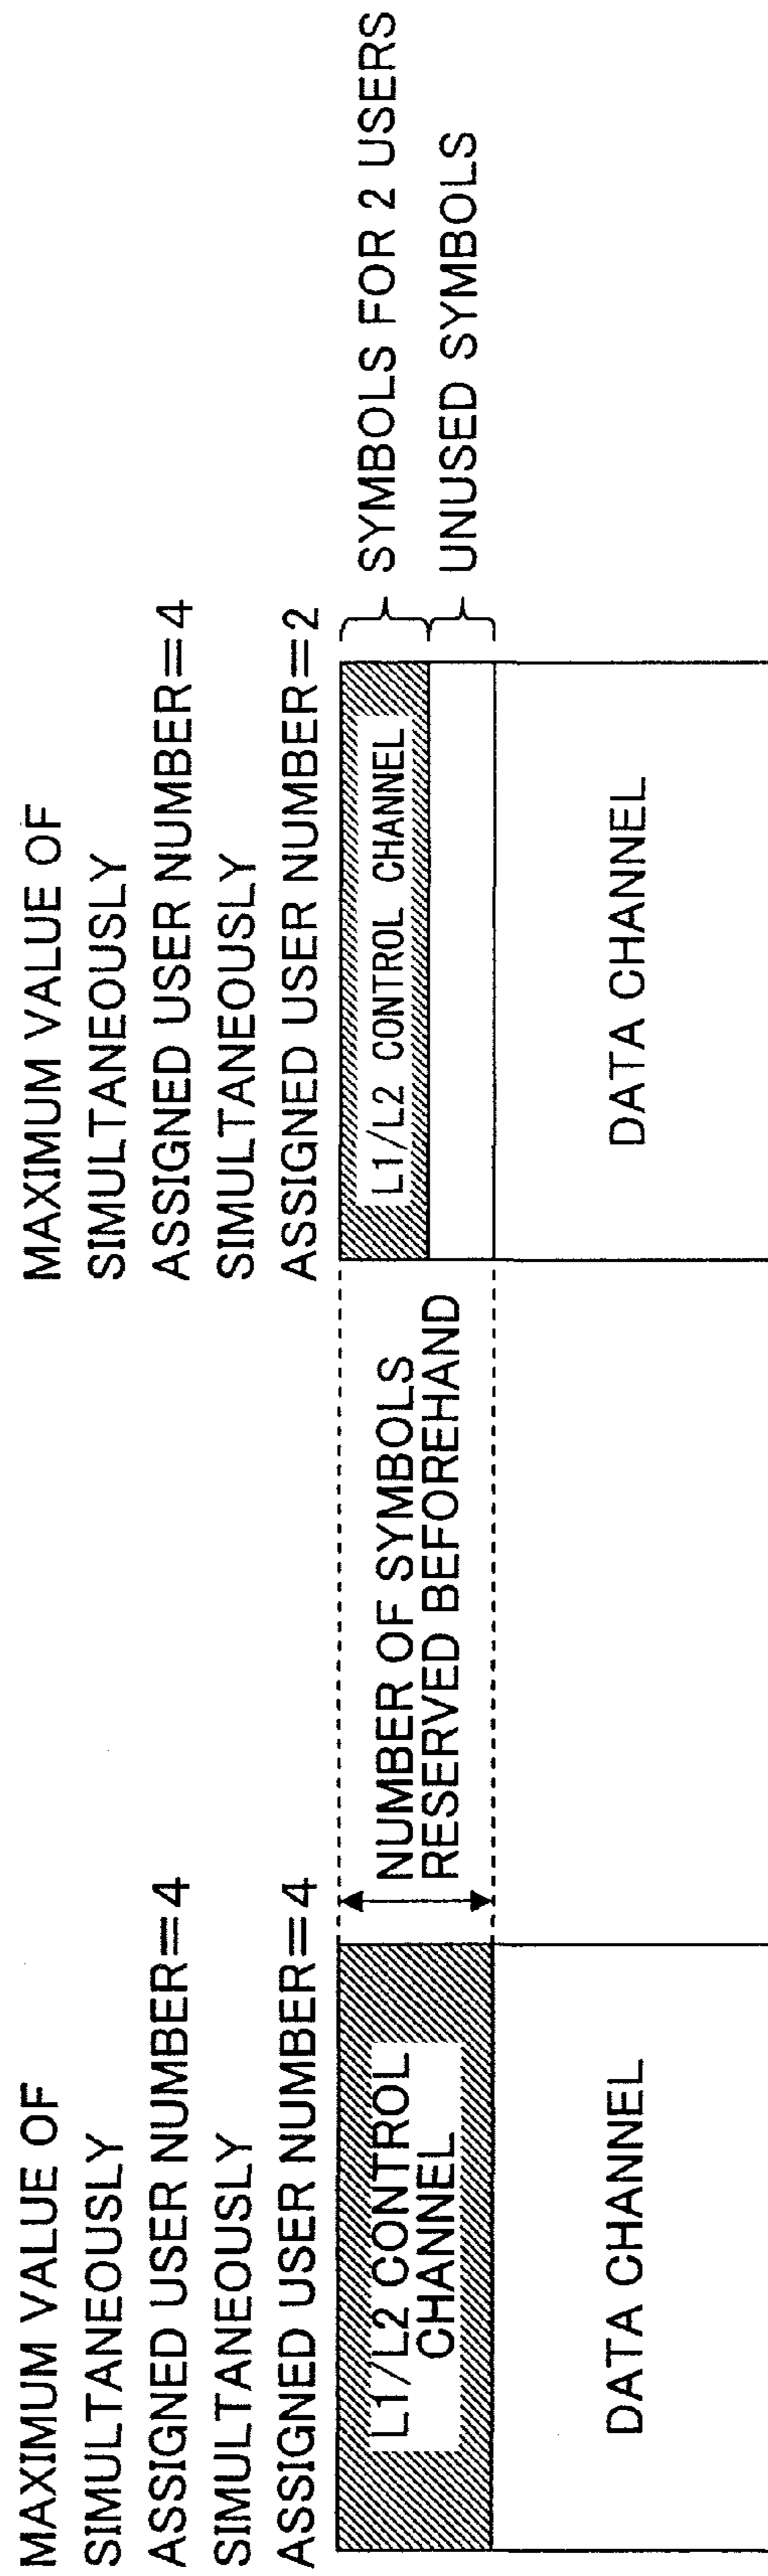 MAXIMUM VALUE OF
SIMULTANEOUSLY
ASSIGNED USER NUMBER=4
SIMULTANEOUSLY
ASSIGNED USER NUMBER=4
L1/L2 CONTROL
CHANNEL
DATA CHANNEL
NUMBER OF SYMBOLS
RESERVED BEFOREHAND
MAXIMUM VALUE OF
SIMULTANEOUSLY
ASSIGNED USER NUMBER=4
SIMULTANEOUSLY
ASSIGNED USER NUMBER=2
L1/L2 CONTROL CHANNEL
DATA CHANNEL
SYMBOLS FOR 2 USERS
UNUSED SYMBOLS